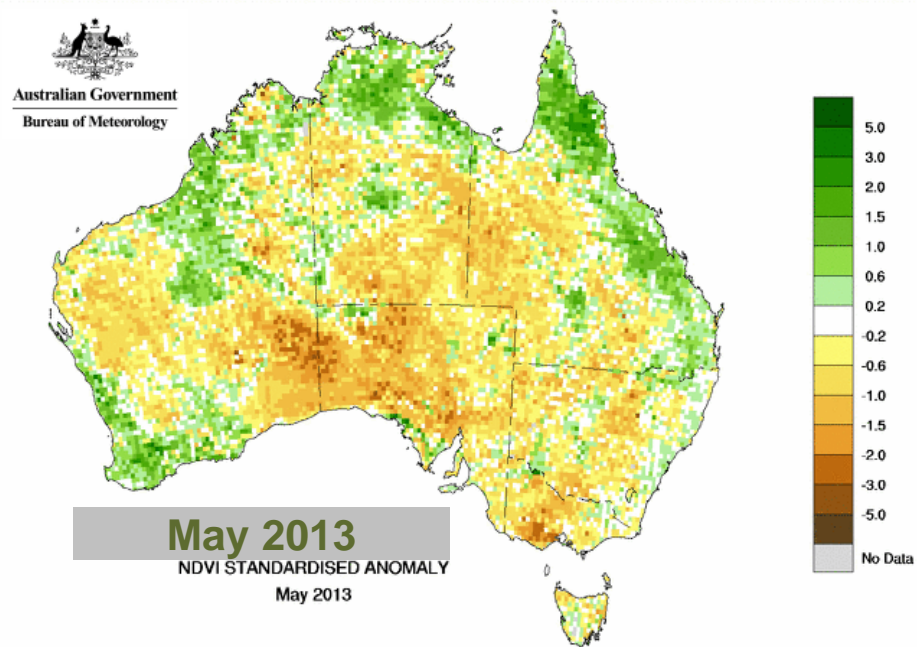 Australian Government
Bureau of Meteorology
5.0
3.0
2.0
1.5
1.0
0.6
0.2
-0.2
-0.6
-1.0
-1.5
-2.0
-3.0
-5.0
No Data
May 2013
NDVI STANDARDISED ANOMALY
May 2013